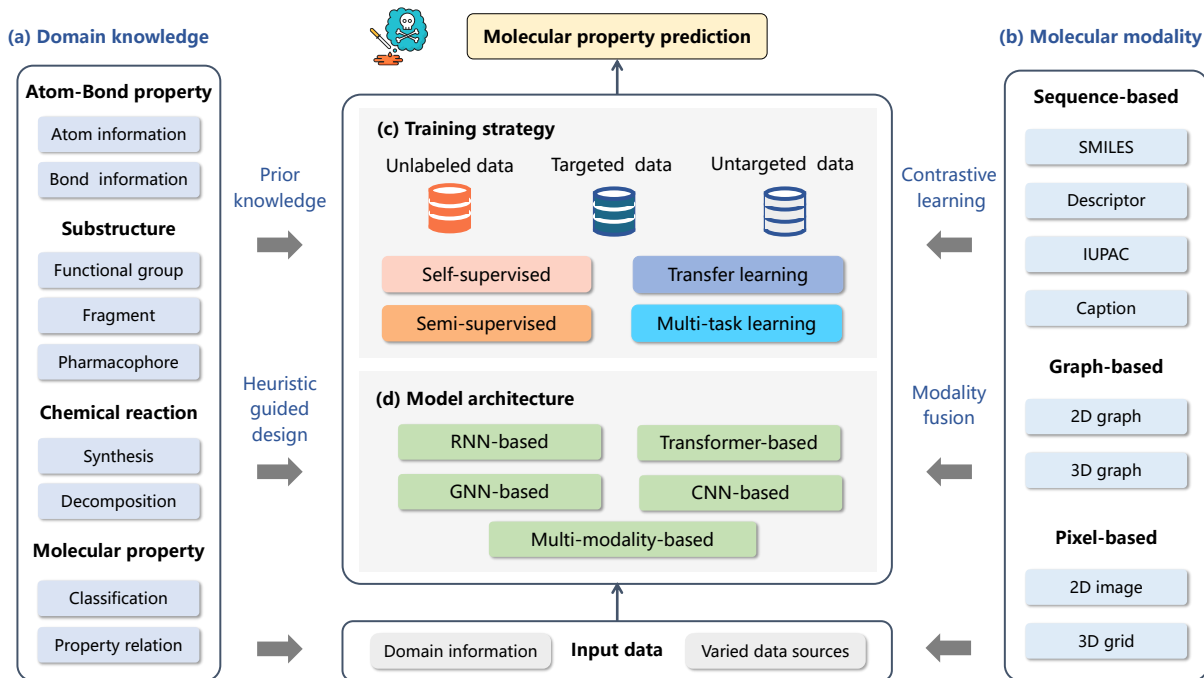 (a) Domain knowledge
Atom-Bond property
Atom information
Bond information
Substructure
Functional group
Fragment
Pharmacophore
Chemical reaction
Synthesis
Decomposition
Molecular property
Classification
Property relation
Prior
knowledge
Heuristic
guided
design
Molecular property prediction
(c) Training strategy
Unlabeled data
Targeted data
Untargeted data
Self-supervised
Transfer learning
Semi-supervised
Multi-task learning
(d) Model architecture
RNN-based
Transformer-based
GNN-based
CNN-based
Multi-modality-based
Domain information
Input data
Varied data sources
Contrastive
learning
Modality
fusion
(b) Molecular modality
Sequence-based
SMILES
Descriptor
IUPAC
Caption
Graph-based
2D graph
3D graph
Pixel-based
2D image
3D grid